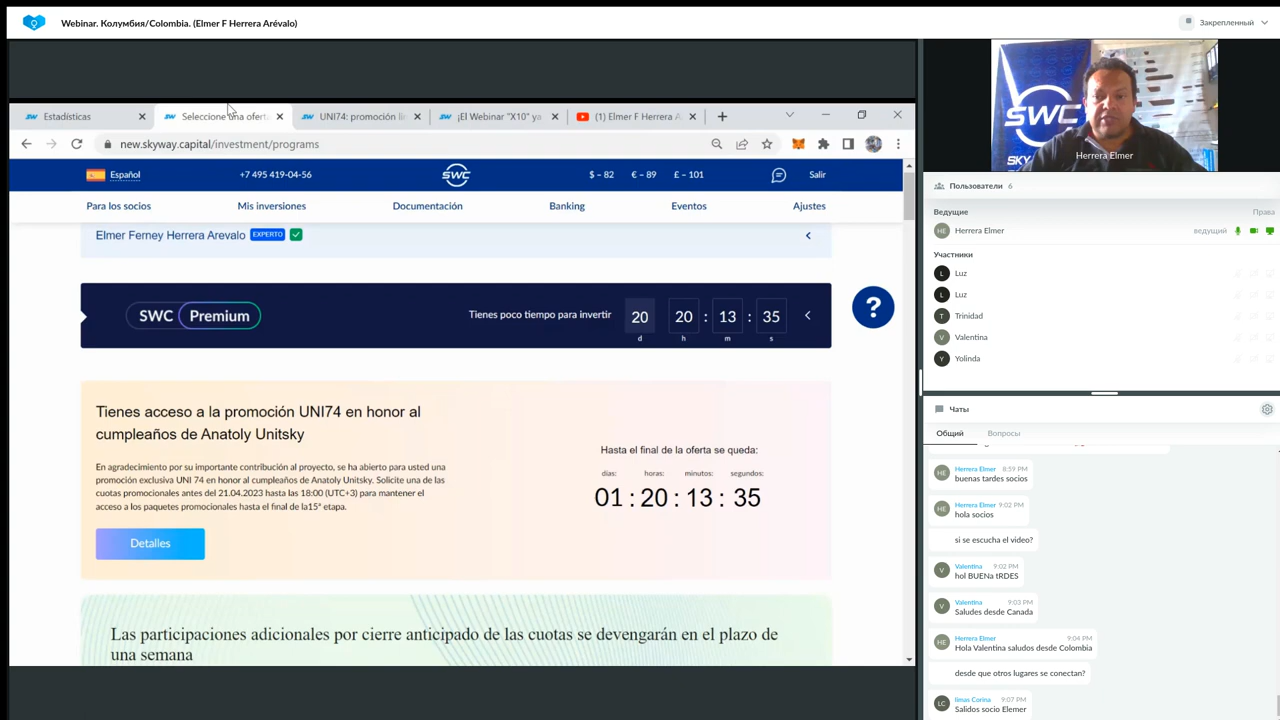 Webinar. Колумбия/Colombia. (Elmer F Herrera Arévalo)
Закрепленный
Estadísticas
Seleccione una oferta
UNI74: promoción li
¡El Webinar "X10" ya
(1) Elmer F Herrera A
new.skyway.capital/investment/programs
Español
+7 495 419-04-56
SWC
$ – 82
€ – 89
£ – 101
Salir
Para los socios
Mis inversiones
Documentación
Banking
Eventos
Ajustes
Elmer Ferney Herrera Arevalo
EXPERTO
SWC Premium
Tienes poco tiempo para invertir
20 20 : 13 : 35
d h m s
?
Tienes acceso a la promoción UNI74 en honor al
cumpleaños de Anatoly Unitsky
En agradecimiento por su importante contribución al proyecto, se ha abierto para usted una
promoción exclusiva UNI 74 en honor al cumpleaños de Anatoly Unitsky. Solicite una de las
cuotas promocionales antes del 21.04.2023 hasta las 18:00 (UTC+3) para mantener el
acceso a los paquetes promocionales hasta el final de la15ª etapa.
Detalles
Hasta el final de la oferta se queda:
días: horas: minutos: segundos:
01 : 20 : 13 : 35
Las participaciones adicionales por cierre anticipado de las cuotas se devengarán en el plazo de
una semana
SWC
SKY
Herrera Elmer
Пользователи 6
Ведущие
Права
HE
Herrera Elmer
ведущий
Участники
L
Luz
L
Luz
T
Trinidad
V
Valentina
Y
Yolinda
Чаты
Общий
Вопросы
HE
Herrera Elmer 8:59 PM
buenas tardes socios
HE
Herrera Elmer 9:02 PM
hola socios
si se escucha el video?
V
Valentina 9:02 PM
hol BUENa tRDES
V
Valentina 9:03 PM
Saludes desde Canada
HE
Herrera Elmer 9:04 PM
Hola Valentina saludos desde Colombia
desde que otros lugares se conectan?
LC
limas Corina 9:07 PM
Salidos socio Elemer